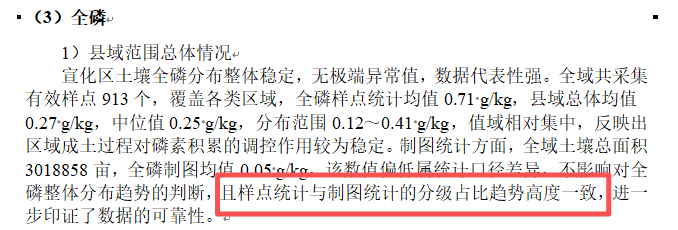 （3）全磷
1）县域范围总体情况
宣化区土壤全磷分布整体稳定，无极端异常值，数据代表性强。全域共采集
有效样点 913 个，覆盖各类区域，全磷样点统计均值 0.71 g/kg，县域总体均值
0.27 g/kg，中位值 0.25 g/kg，分布范围 0.12～0.41 g/kg，值域相对集中，反映出
区域成土过程对磷素积累的调控作用较为稳定。制图统计方面，全域土壤总面积
3018858 亩，全磷制图均值 0.05 g/kg，该数值偏低属统计口径差异，不影响对全
磷整体分布趋势的判断，且样点统计与制图统计的分级占比趋势高度一致，进一
步印证了数据的可靠性。